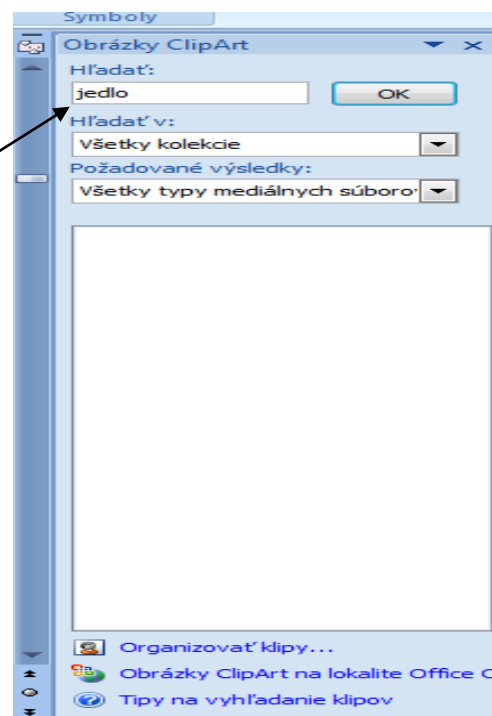 Symboly
Obrázky ClipArt
Hľadať:
jedlo
OK
Hľadať v:
Všetky kolekcie
Požadované výsledky:
Všetky typy mediálnych súboro
Organizovať klipy...
Obrázky ClipArt na lokalite Office O
Tipy na vyhľadanie klipov